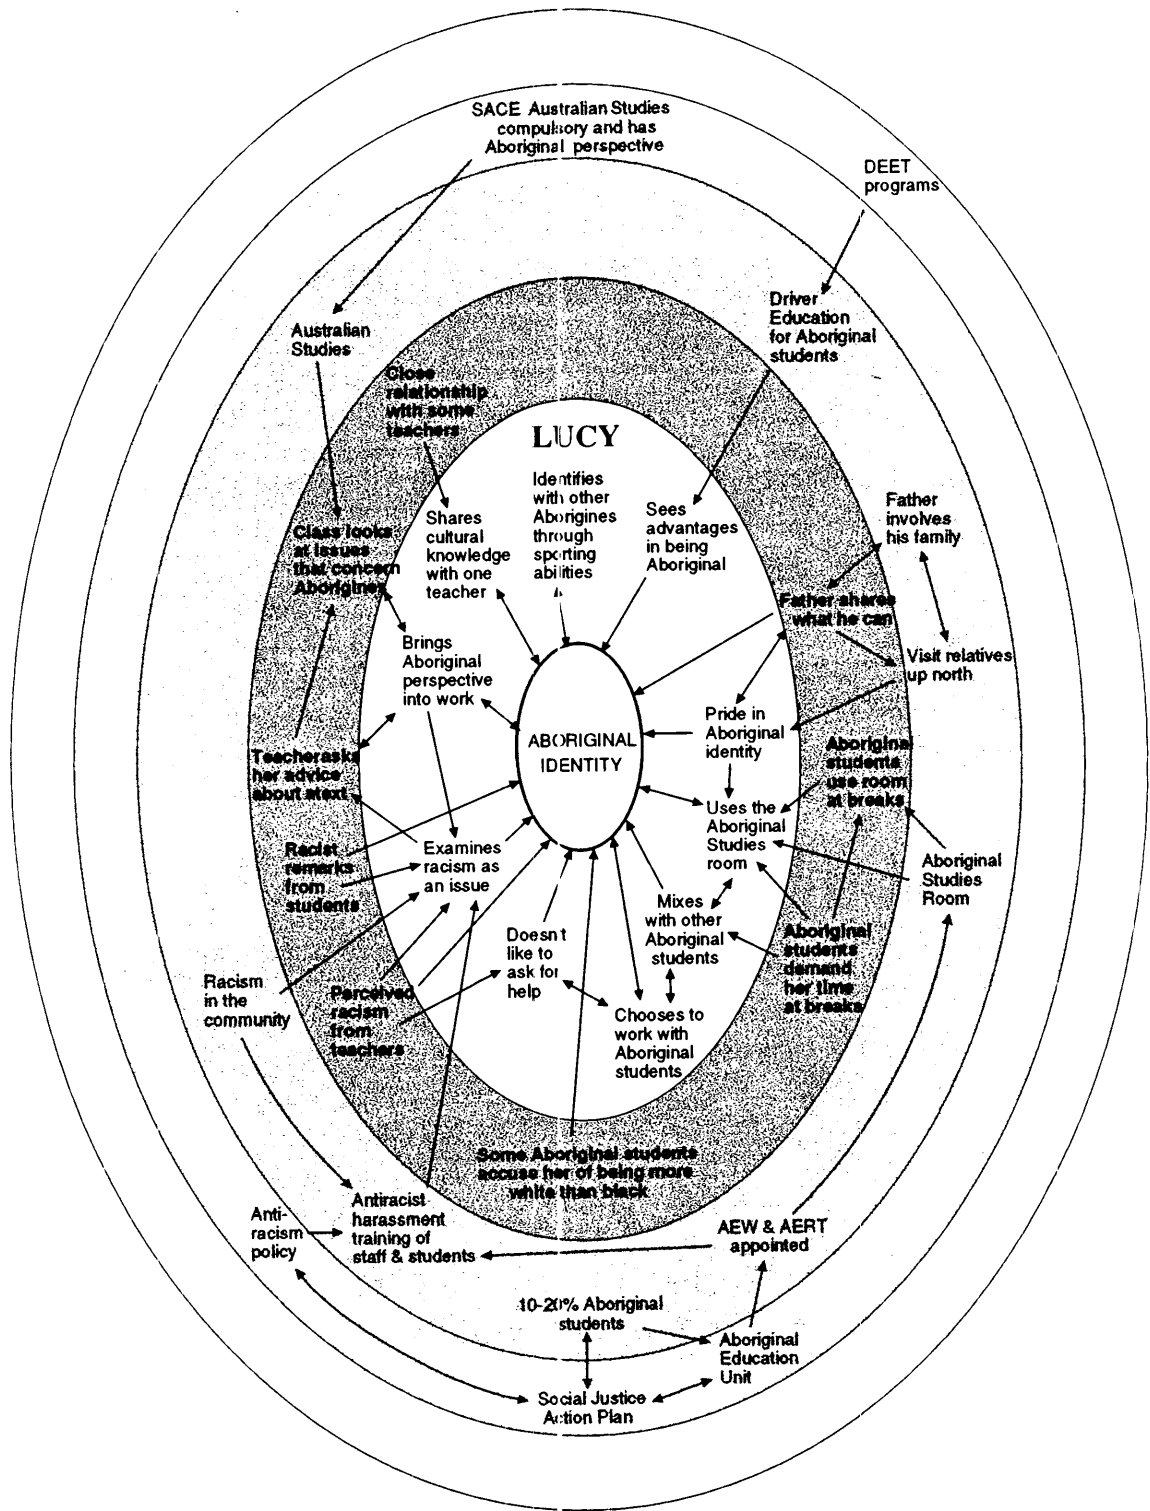 SACE Australian Studies
compulsory and has
Aboriginal perspective
DEET
programs
Driver
Education
for Aboriginal
students
Australian
Studies
Close
relationship
with some
teachers
LUCY
Identifies
with other
Aborigines
through
sporting
abilities
Sees
advantages
in being
Aboriginal
Shares
cultural
knowledge
with one
teacher
Father
involves
his family
Class looks
at issues
that concern
Aborigines
Father shares
what he can
Brings
Aboriginal
perspective
into work
Visit relatives
up north
Pride in
Aboriginal
identity
ABORIGINAL
IDENTITY
Teacher asks
her advice
about a text
Aboriginal
students
use room
at breaks
Uses the
Aboriginal
Studies
room
Racist
remarks
from
students
Examines
racism as
an issue
Aboriginal
Studies
Room
Mixes
with other
Aboriginal
students
Doesn't
like to
ask for
help
Aboriginal
students
demand
her time
at breaks
Racism
in the
community
Perceived
racism
from
teachers
Chooses to
work with
Aboriginal
students
Some Aboriginal students
accuse her of being more
white than black
Anti-
racism
policy
Antiracist
harassment
training of
staff & students
AEW & AERT
appointed
10-20% Aboriginal
students
Aboriginal
Education
Unit
Social Justice
Action Plan